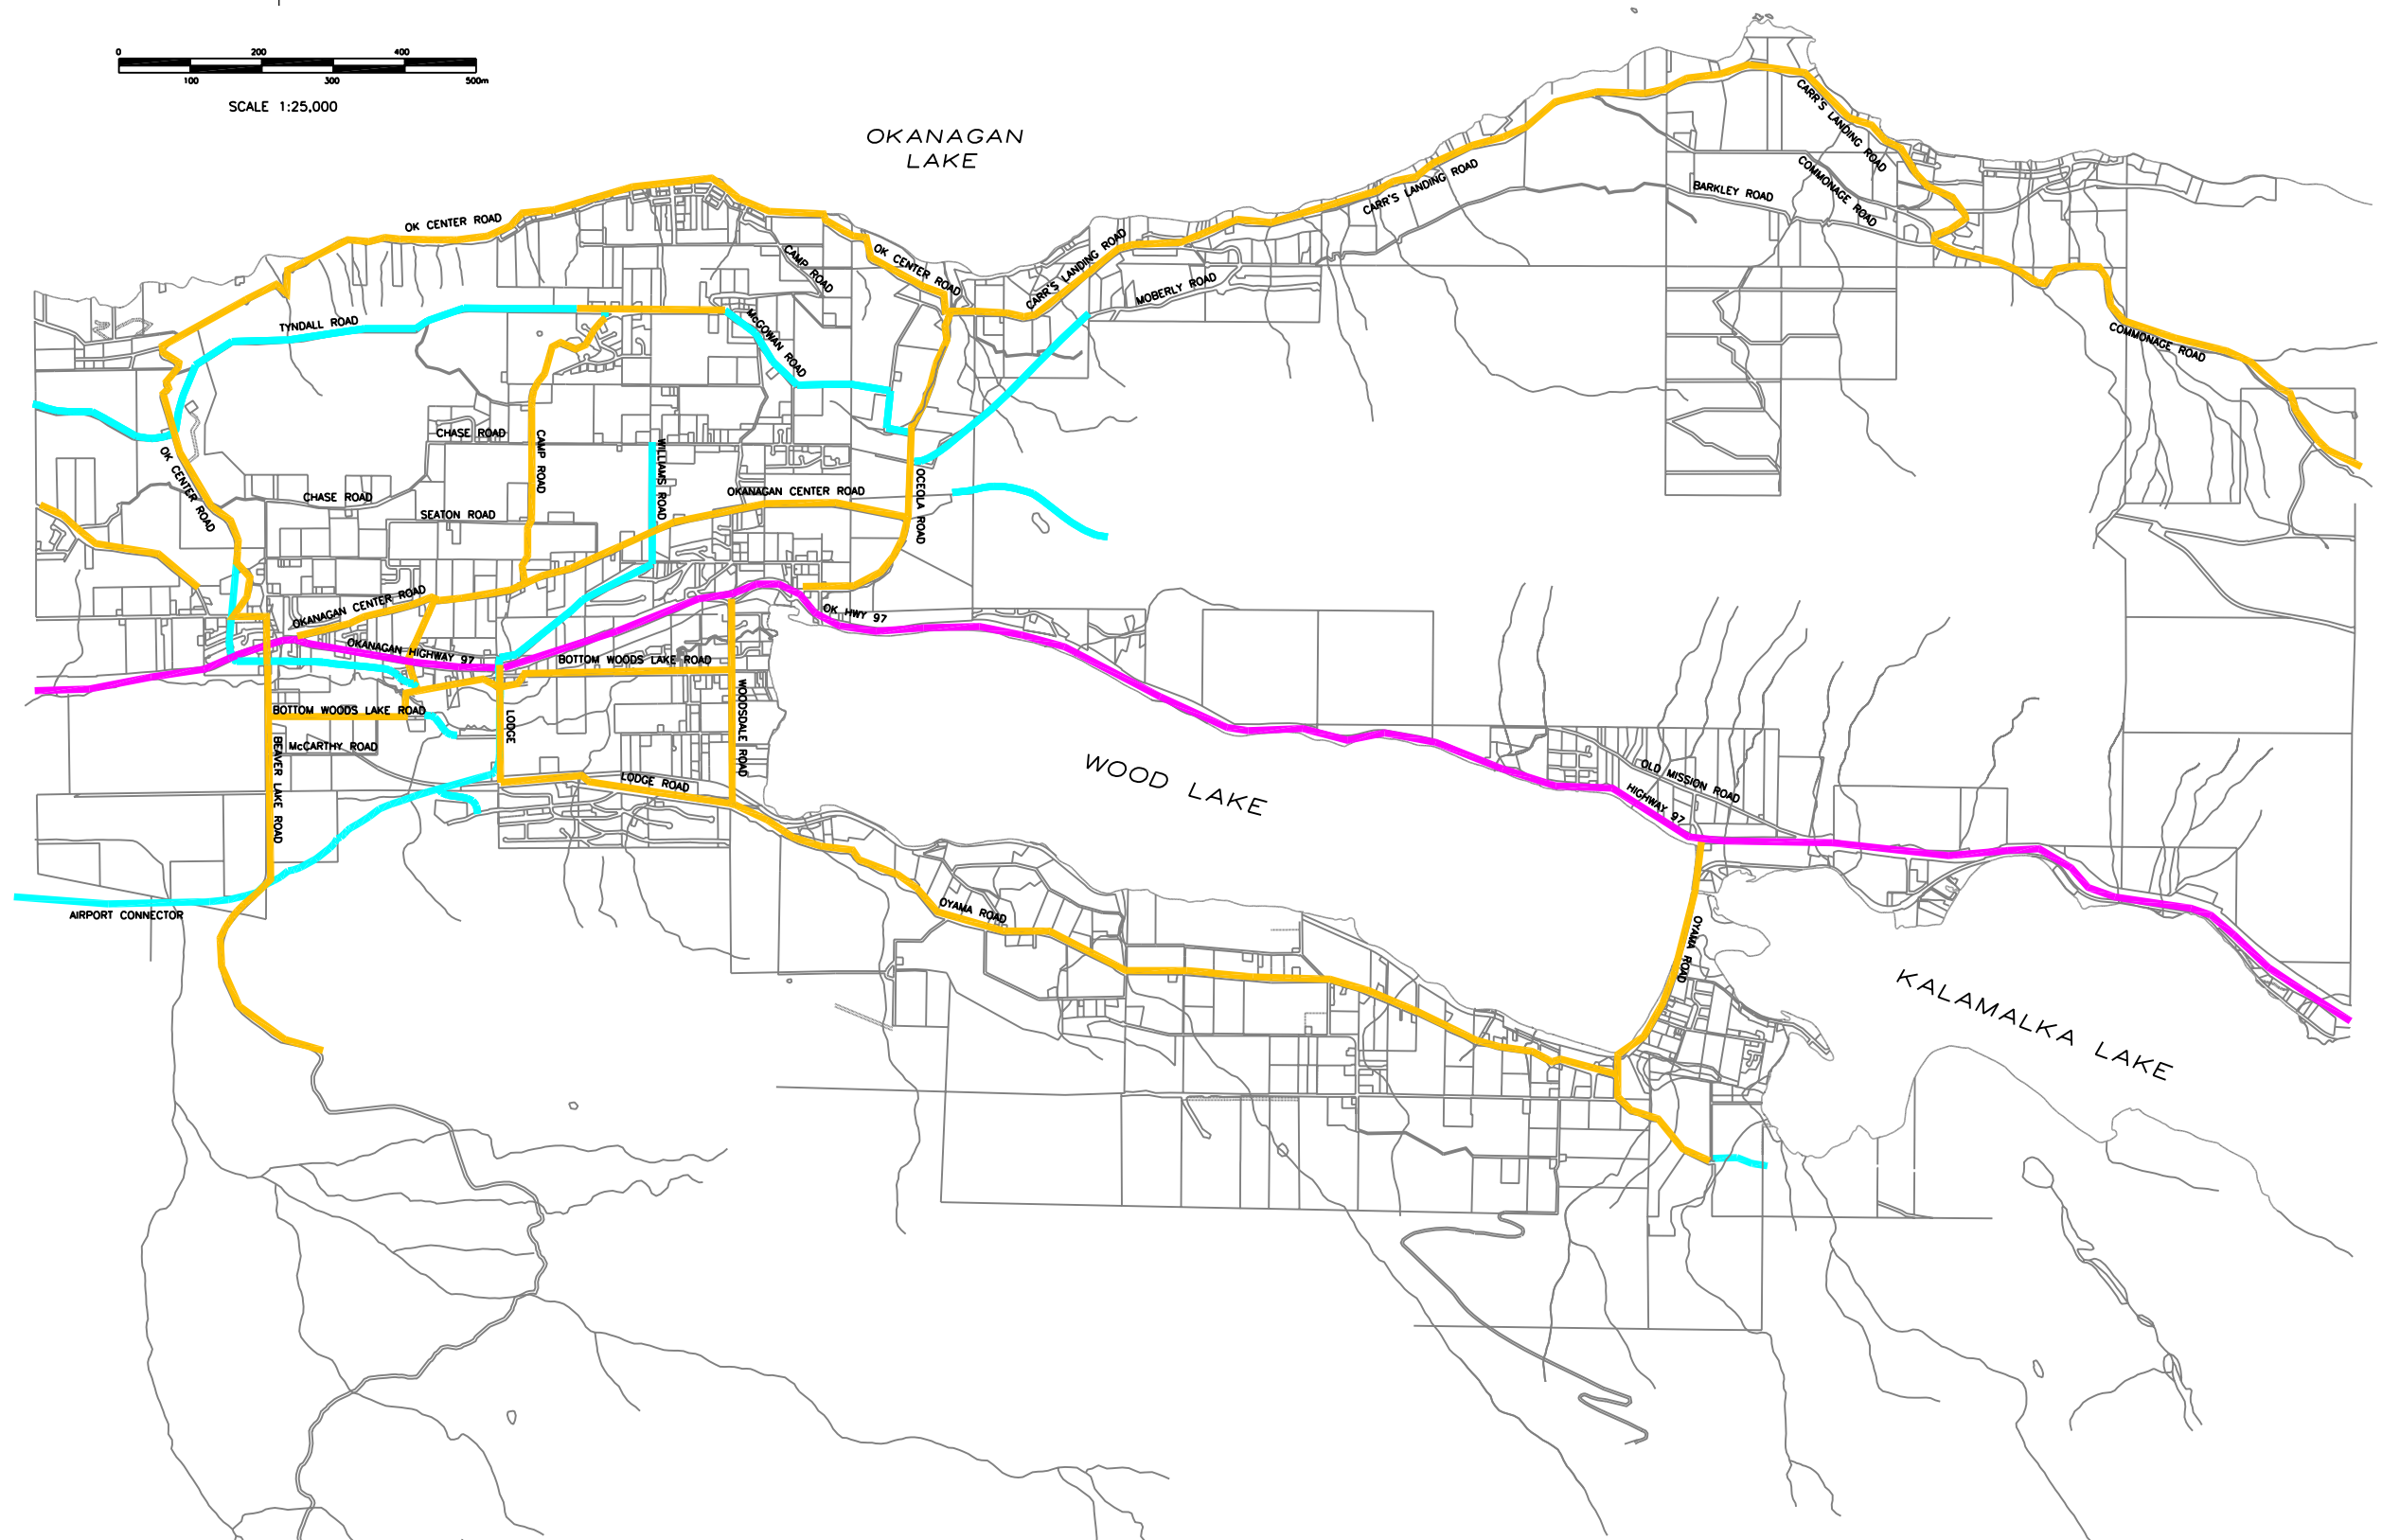 0 200 400
100 300 500m
SCALE 1:25,000
OKANAGAN
LAKE
CARR'S LANDING ROAD
COMMONAGE ROAD
BARKLEY ROAD
CARR'S LANDING ROAD
OK CENTER ROAD
CAMP ROAD
OK CENTER ROAD
CARR'S LANDING ROAD
MOBERLY ROAD
TYNDALL ROAD
McGOWAN ROAD
COMMONAGE ROAD
CHASE ROAD
CAMP ROAD
WILLIAMS ROAD
OK CENTER ROAD
CHASE ROAD
SEATON ROAD
OKANAGAN CENTER ROAD
OCEOLA ROAD
OKANAGAN CENTER ROAD
OK HWY 97
OKANAGAN HIGHWAY 97
BOTTOM WOODS LAKE ROAD
BOTTOM WOODS LAKE ROAD
LODGE
WOODSDALE ROAD
McCARTHY ROAD
BEAVER LAKE ROAD
LODGE ROAD
WOOD LAKE
OLD MISSION ROAD
HIGHWAY 97
AIRPORT CONNECTOR
OYAMA ROAD
OYAMA ROAD
KALAMALKA LAKE